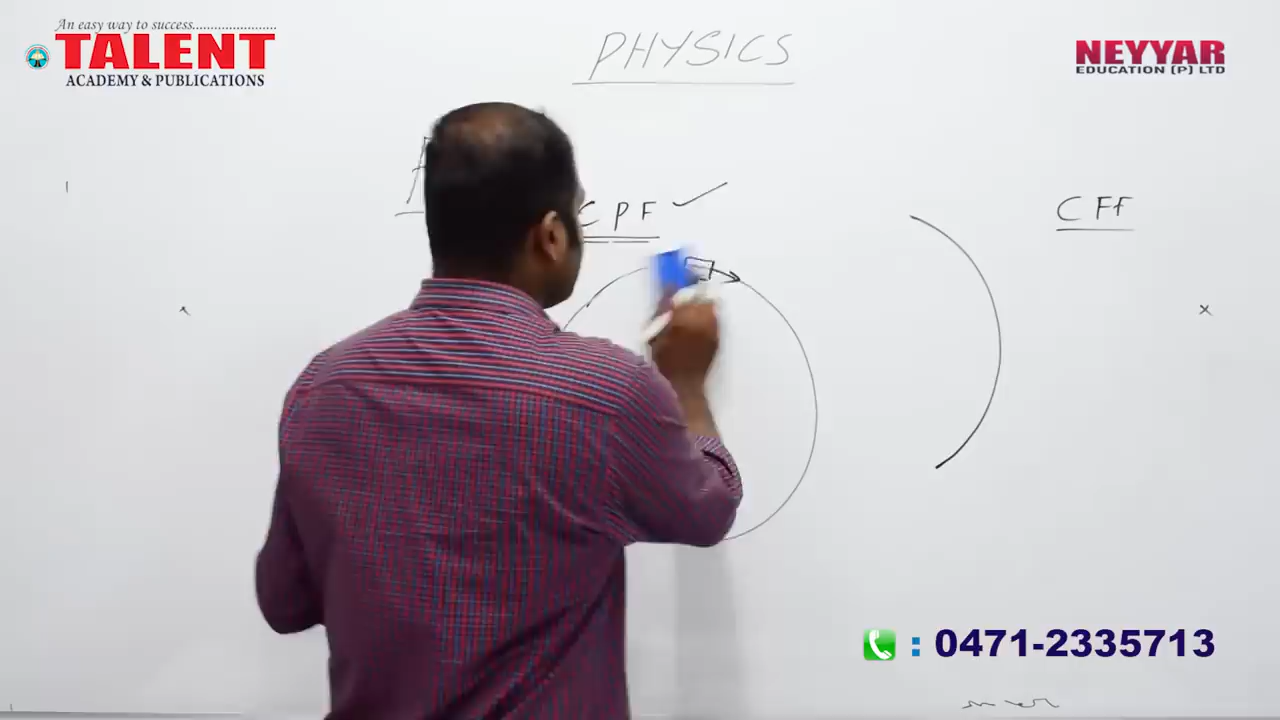 An easy way to success............................
TALENT
ACADEMY & PUBLICATIONS
NEYYAR
EDUCATION (P) LTD
PHYSICS
CPF
CFf
: 0471-2335713